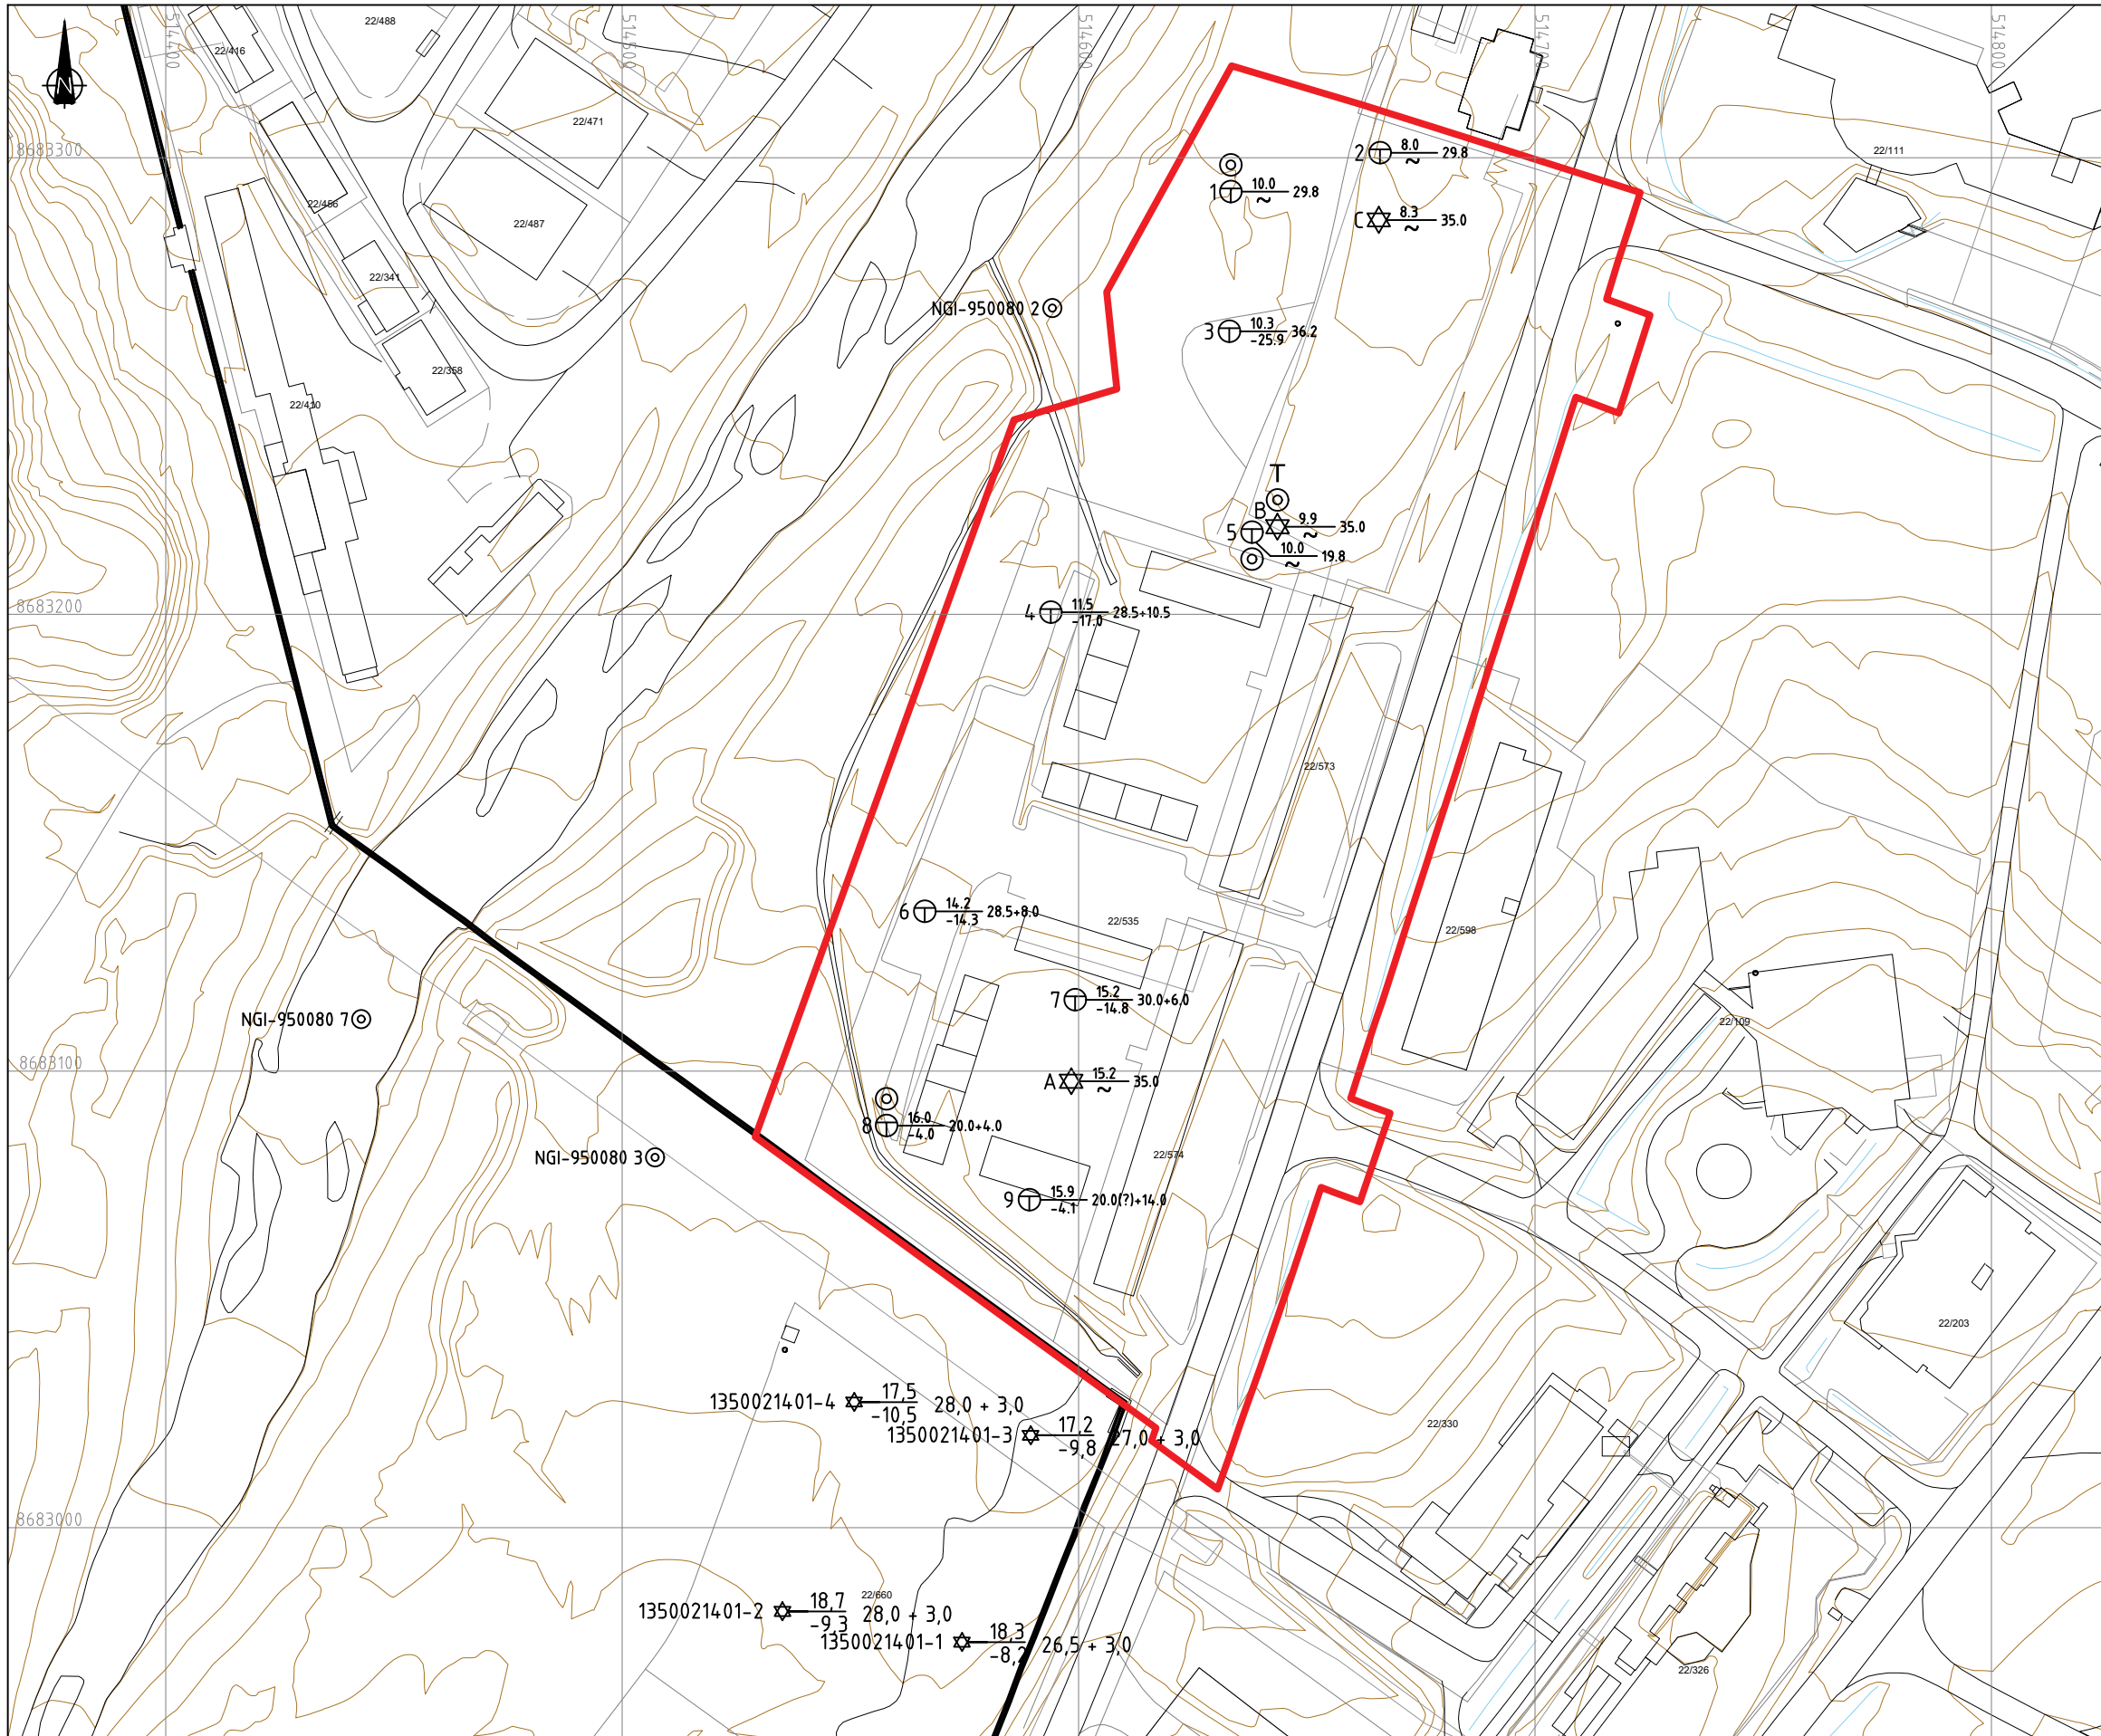 514400
514500
514600
514700
514800
N
22/488
22/416
22/471
22/456
22/487
22/341
22/358
22/410
22/111
8683300
8683200
8683100
8683000
2 8.0 ~ 29.8
1 10.0 ~ 29.8
C 8.3 ~ 35.0
NGI-950080 2
3 10.3 -25.9 36.2
T
B 9.9 ~ 35.0
5 10.0 ~ 19.8
4 11.5 -17.0 28.5+10.5
22/573
6 14.2 -14.3 28.5+8.0
22/535
22/598
7 15.2 -14.8 30.0+6.0
NGI-950080 7
22/109
A 15.2 ~ 35.0
8 16.0 -4.0 20.0+4.0
NGI-950080 3
22/574
9 15.9 -4.1 20.0(?)+14.0
22/203
1350021401-4 17,5 -10,5 28,0 + 3,0
1350021401-3 17,2 -9,8 27,0 + 3,0
22/330
22/660
1350021401-2 18,7 -9,3 28,0 + 3,0
1350021401-1 18,3 -8,2 26,5 + 3,0
22/326